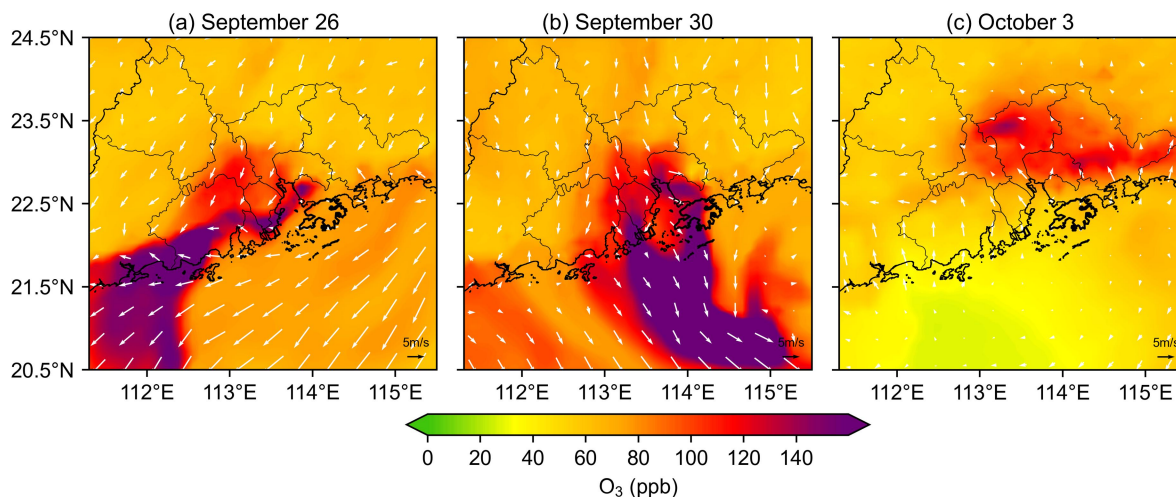 (a) September 26
(b) September 30
(c) October 3
24.5°N
23.5°N
22.5°N
21.5°N
20.5°N
5m/s
5m/s
5m/s
112°E 113°E 114°E 115°E
112°E 113°E 114°E 115°E
112°E 113°E 114°E 115°E
0 20 40 60 80 100 120 140
O₃ (ppb)